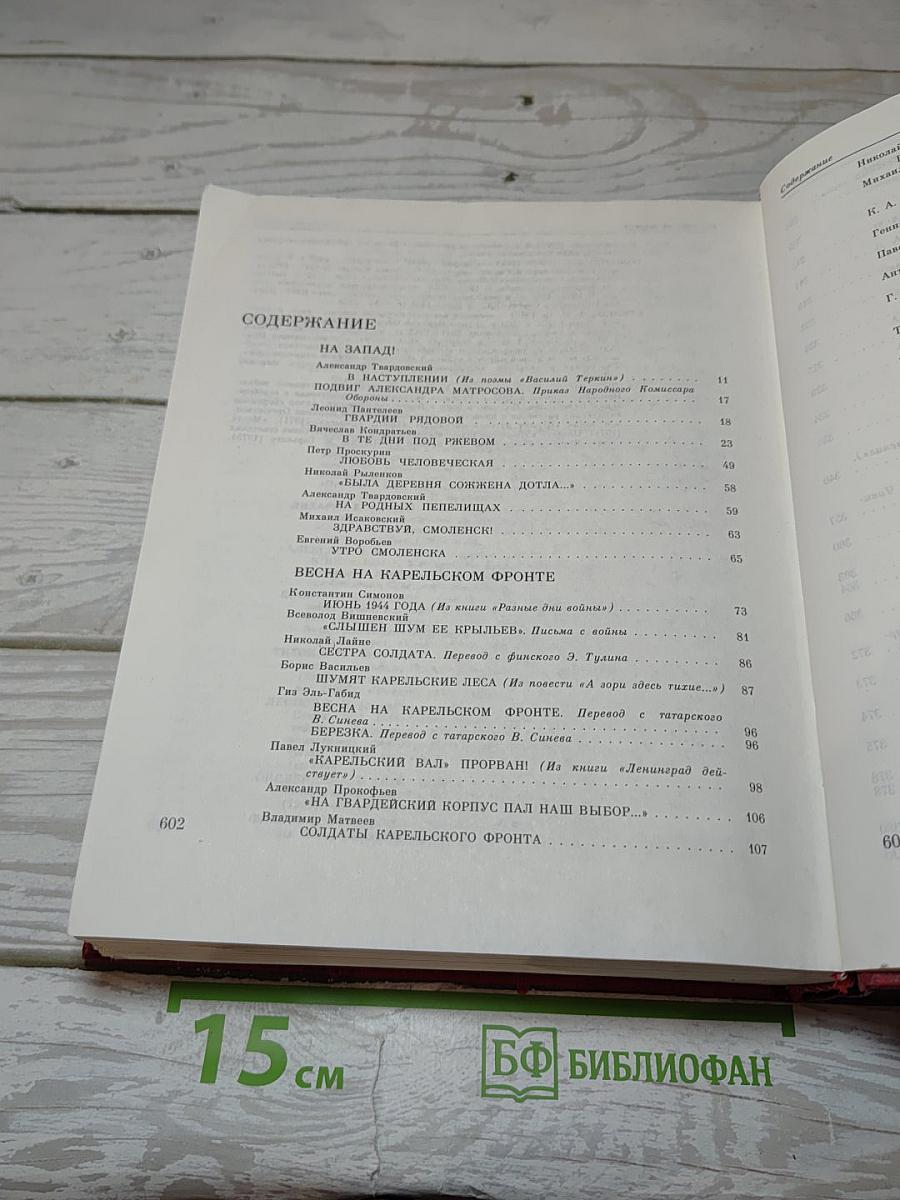 СОДЕРЖАНИЕ
НА ЗАПАД!
Александр Твардовский
В НАСТУПЛЕНИИ (Из поэмы «Василий Теркин») . . . . . . . . 11
ПОДВИГ АЛЕКСАНДРА МАТРОСОВА. Приказ Народного Комиссара
Обороны . . . . . . . . 17
Леонид Пантелеев
ГВАРДИИ РЯДОВОЙ . . . . . . . . 18
Вячеслав Кондратьев
В ТЕ ДНИ ПОД РЖЕВОМ . . . . . . . . 23
Петр Проскурин
ЛЮБОВЬ ЧЕЛОВЕЧЕСКАЯ . . . . . . . . 49
Николай Рыленков
«БЫЛА ДЕРЕВНЯ СОЖЖЕНА ДОТЛА...» . . . . . . . . 58
Александр Твардовский
НА РОДНЫХ ПЕПЕЛИЩАХ . . . . . . . . 59
Михаил Исаковский
ЗДРАВСТВУЙ, СМОЛЕНСК! . . . . . . . . 63
Евгений Воробьев
УТРО СМОЛЕНСКА . . . . . . . . 65
ВЕСНА НА КАРЕЛЬСКОМ ФРОНТЕ
Константин Симонов
ИЮНЬ 1944 ГОДА (Из книги «Разные дни войны») . . . . . . . . 73
Всеволод Вишневский
«СЛЫШЕН ШУМ ЕЕ КРЫЛЬЕВ». Письма с войны . . . . . . . . 81
Николай Лайне
СЕСТРА СОЛДАТА. Перевод с финского Э. Тулина . . . . . . . . 86
Борис Васильев
ШУМЯТ КАРЕЛЬСКИЕ ЛЕСА (Из повести «А зори здесь тихие...») 87
Гиз Эль-Габид
ВЕСНА НА КАРЕЛЬСКОМ ФРОНТЕ. Перевод с татарского
В. Синева . . . . . . . . 96
БЕРЕЗКА. Перевод с татарского В. Синева . . . . . . . . 96
Павел Лукницкий
«КАРЕЛЬСКИЙ ВАЛ» ПРОРВАН! (Из книги «Ленинград дей-
ствует») . . . . . . . . 98
Александр Прокофьев
«НА ГВАРДЕЙСКИЙ КОРПУС ПАЛ НАШ ВЫБОР...» . . . . . . . . 106
Владимир Матвеев
СОЛДАТЫ КАРЕЛЬСКОГО ФРОНТА . . . . . . . . 107
602
Содержание
Николай
Михаил
К. А.
Г.
60
15 см
БФ БИБЛИОФАН